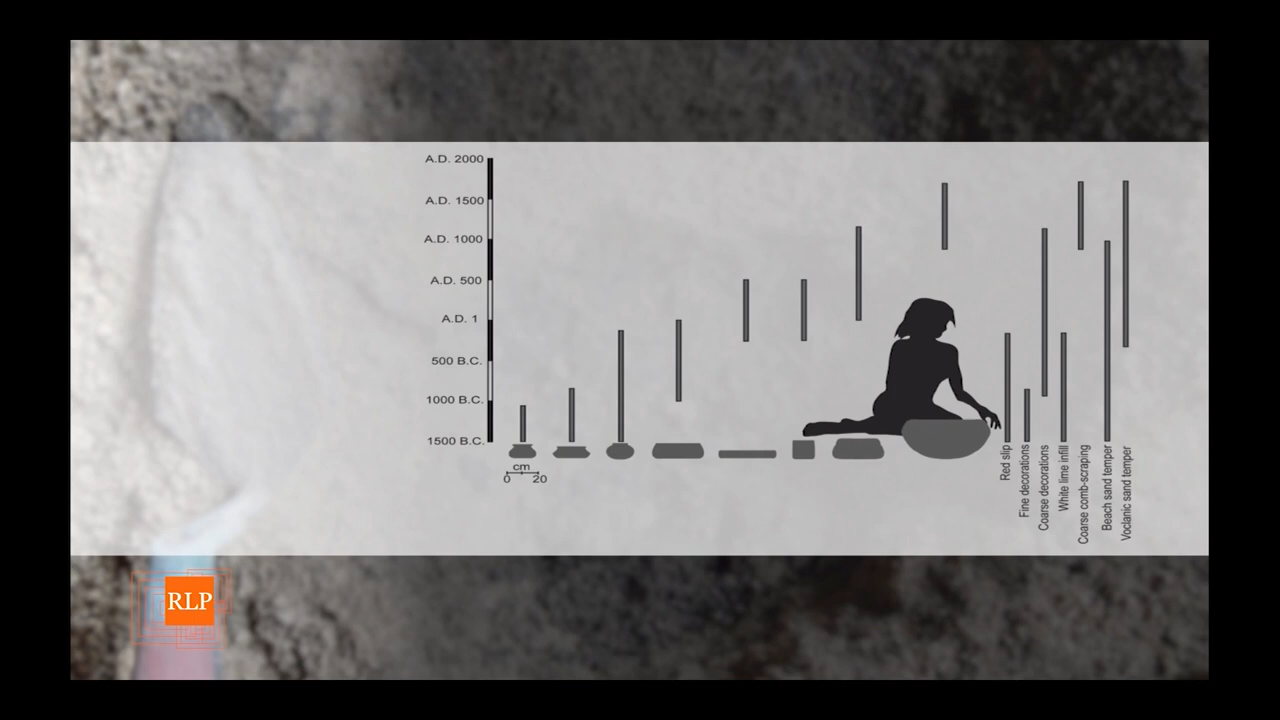 A.D. 2000
A.D. 1500
A.D. 1000
A.D. 500
A.D. 1
500 B.C.
1000 B.C.
1500 B.C.
cm
0 20
Red slip
Fine decorations
Coarse decorations
White lime infill
Coarse comb-scraping
Beach sand temper
Voclanic sand temper
RLP